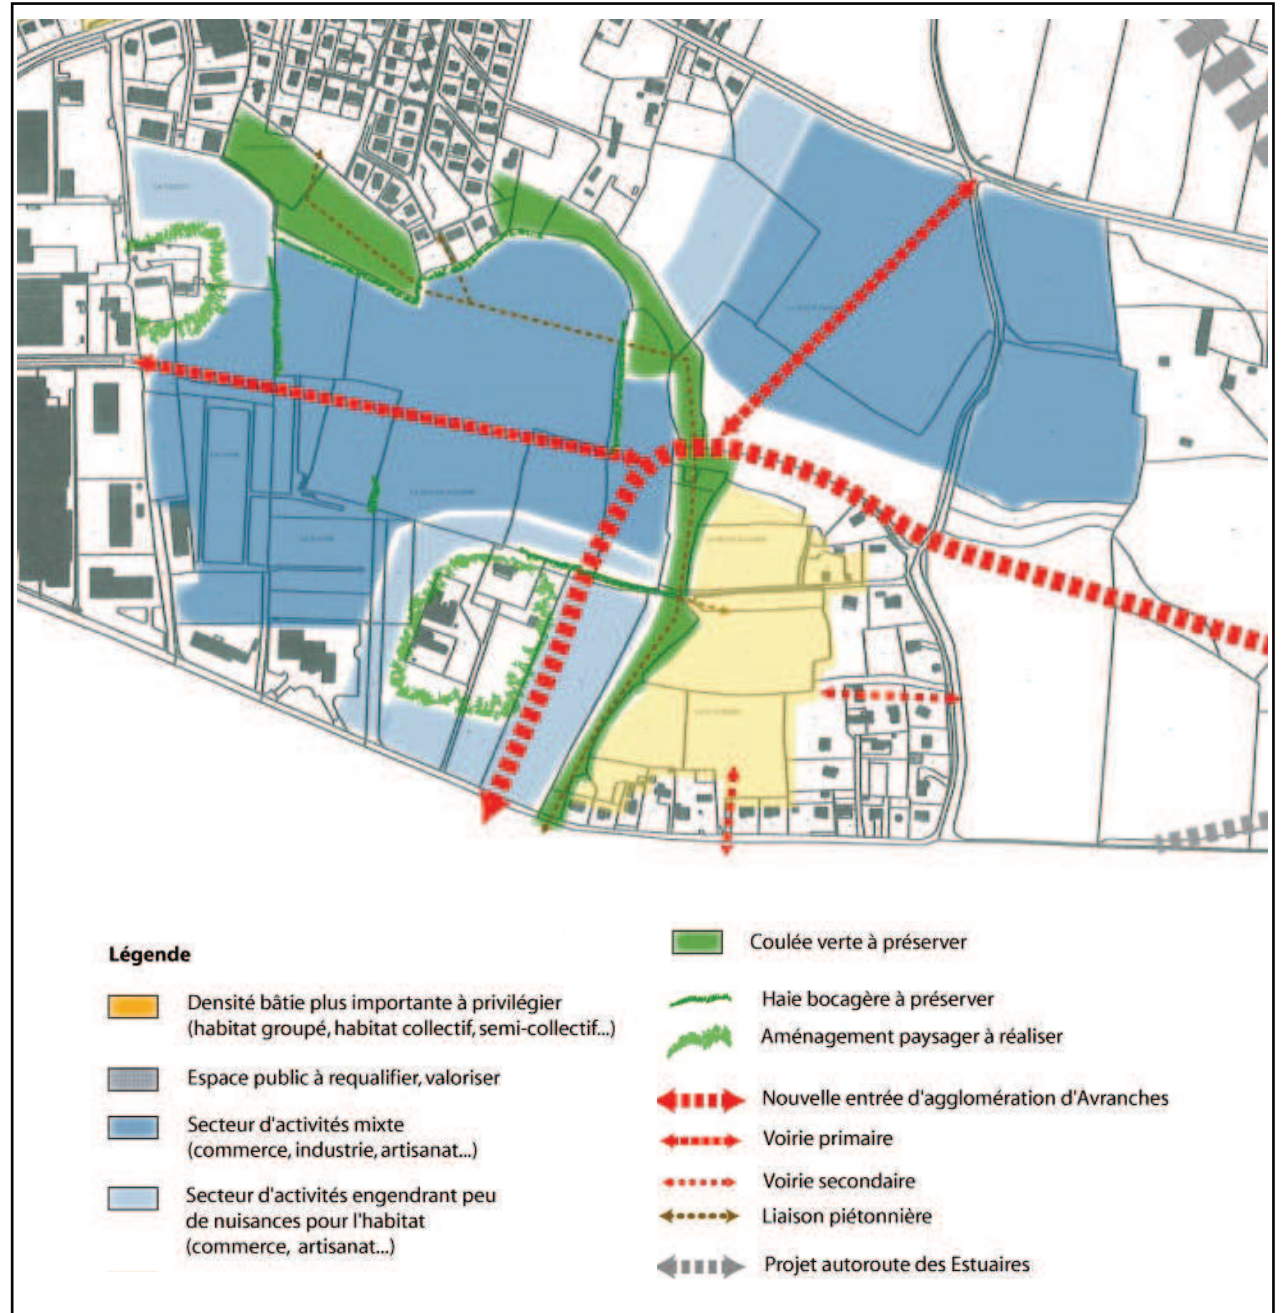 Légende
Densité bâtie plus importante à privilégier
(habitat groupé, habitat collectif, semi-collectif...)
Espace public à requalifier, valoriser
Secteur d'activités mixte
(commerce, industrie, artisanat...)
Secteur d'activités engendrant peu
de nuisances pour l'habitat
(commerce, artisanat...)
Coulée verte à préserver
Haie bocagère à préserver
Aménagement paysager à réaliser
Nouvelle entrée d'agglomération d'Avranches
Voirie primaire
Voirie secondaire
Liaison piétonnière
Projet autoroute des Estuaires